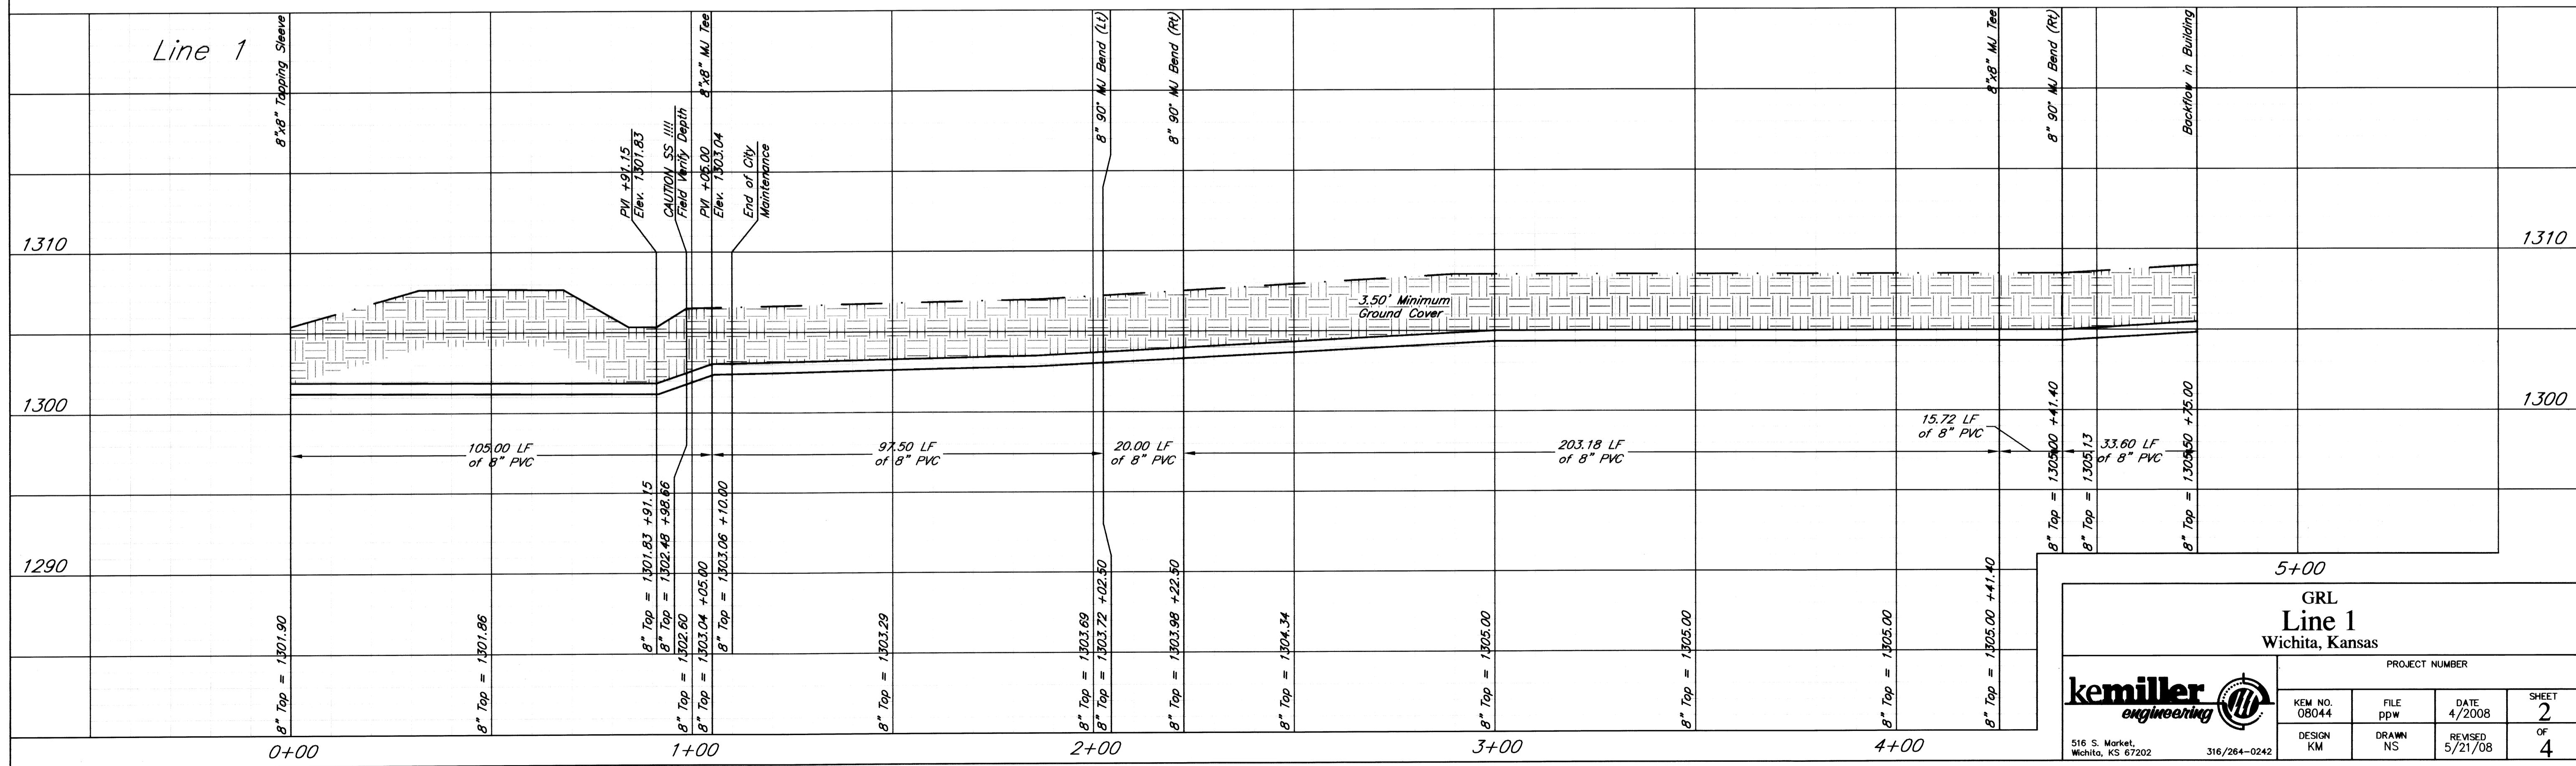 Line 1
8"x8" Tapping Sleeve
PVI +91.15
Elev. 1301.83
CAUTION SS !!!!
Field Verify Depth
8"x8" MJ Tee
PVI +05.00
Elev. 1303.04
End of City
Maintenance
8" 90° MJ Bend (Lt)
8" 90° MJ Bend (Rt)
8"x8" MJ Tee
8" 90° MJ Bend (Rt)
Backflow in Building
1310
1310
3.50' Minimum
Ground Cover
1300
1300
105.00 LF
of 8" PVC
97.50 LF
of 8" PVC
20.00 LF
of 8" PVC
203.18 LF
of 8" PVC
15.72 LF
of 8" PVC
33.60 LF
of 8" PVC
1290
8" Top = 1301.90
8" Top = 1301.86
8" Top = 1301.83 +91.15
8" Top = 1302.48 +98.66
8" Top = 1302.60
8" Top = 1303.04 +05.00
8" Top = 1303.06 +10.00
8" Top = 1303.29
8" Top = 1303.69
8" Top = 1303.72 +02.50
8" Top = 1303.98 +22.50
8" Top = 1304.34
8" Top = 1305.00
8" Top = 1305.00
8" Top = 1305.00
8" Top = 1305.00 +41.40
8" Top = 1305.00 +41.40
8" Top = 1305.13
8" Top = 1305.50 +75.00
0+00
1+00
2+00
3+00
4+00
5+00
GRL
Line 1
Wichita, Kansas
PROJECT NUMBER
kemiller
engineering
516 S. Market,
Wichita, KS 67202
316/264-0242
KEM NO.
08044
FILE
ppw
DATE
4/2008
SHEET
2
OF
4
DESIGN
KM
DRAWN
NS
REVISED
5/21/08